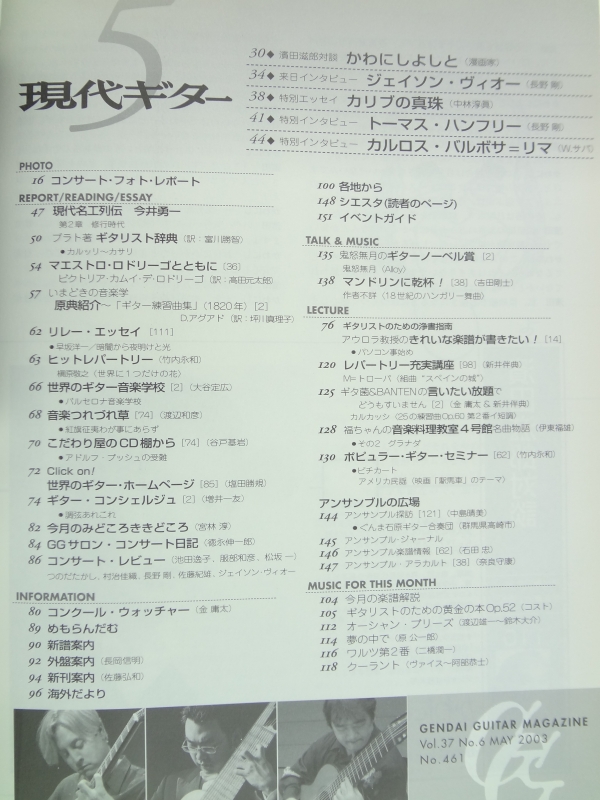 5
現代ギター
30◆ 濱田滋郎対談 かわにしよしと（漫画家）
34◆ 来日インタビュー ジェイソン・ヴィオー（長野 剛）
38◆ 特別エッセイ カリブの真珠（中林淳眞）
41◆ 特別インタビュー トーマス・ハンフリー（長野 剛）
44◆ 特別インタビュー カルロス・バルボサ＝リマ（W.サパ）
PHOTO
16 コンサート・フォト・レポート
REPORT/READING/ESSAY
47 現代名工列伝 今井勇一
第2章 修行時代
50 プラト著 ギタリスト辞典（訳：富川勝智）
●カルッリ〜カサリ
54 マエストロ・ロドリーゴとともに［36］
ビクトリア・カムイ・デ・ロドリーゴ（訳：高田元太郎）
57 いまどきの音楽学
原典紹介〜「ギター練習曲集」（1820年）［2］
D.アグアド（訳：坪川真理子）
62 リレー・エッセイ［111］
●早坂洋一／暗闇から夜明けと光
63 ヒットレパートリー（竹内永和）
槇原敬之〈世界に1つだけの花〉
66 世界のギター音楽学校［2］（大谷定広）
●バルセロナ音楽学校
68 音楽つれづれ草［74］（渡辺和彦）
●紅旗征戎わが事にあらず
70 こだわり屋のCD棚から［74］（谷戸基岩）
●アドルフ・ブッシュの受難
72 Click on!
世界のギター・ホームページ［85］（塩田勝規）
74 ギター・コンシェルジュ［2］（増井一友）
●調弦あれこれ
82 今月のみどころききどころ（宮林 淳）
84 GGサロン・コンサート日記（徳永伸一郎）
86 コンサート・レビュー（池田逸子、服部和彦、松坂 一）
つのだたかし、村治佳織、長野 剛、佐藤紀雄、ジェイソン・ヴィオー
INFORMATION
80 コンクール・ウォッチャー（金 庸太）
89 めもらんだむ
90 新譜案内
92 外盤案内（長岡信明）
94 新刊案内（佐藤弘和）
96 海外だより
100 各地から
148 シエスタ（読者のページ）
151 イベントガイド
TALK & MUSIC
135 鬼怒無月のギターノーベル賞［2］
鬼怒無月〈Alloy〉
138 マンドリンに乾杯！［38］（吉田剛士）
作者不詳〈18世紀のハンガリー舞曲〉
LECTURE
76 ギタリストのための浄書指南
アウロラ教授のきれいな楽譜が書きたい！［14］
●パソコン事始め
120 レパートリー充実講座［98］（新井伴典）
M=トローバ〈組曲“スペインの城”〉
125 ギタ菌&BANTENの言いたい放題で
どうもすいません［2］（金 庸太＆新井伴典）
カルカッシ〈25の練習曲Op.60 第2番イ短調〉
128 福ちゃんの音楽料理教室4号館 名曲物語（伊東福雄）
●その2 グラナダ
130 ポピュラー・ギター・セミナー［62］（竹内永和）
●ピチカート
アメリカ民謡〈映画「駅馬車」のテーマ〉
アンサンブルの広場
144 アンサンブル探訪［121］（中島晴美）
●ぐんま石原ギター合奏団（群馬県高崎市）
145 アンサンブル・ジャーナル
146 アンサンブル楽譜情報［62］（石田 忠）
147 アンサンブル・アラカルト［38］（奈良守康）
MUSIC FOR THIS MONTH
104 今月の楽譜解説
105 ギタリストのための黄金の本Op.52（コスト）
112 オーシャン・ブリーズ（渡辺雄一〜鈴木大介）
114 夢の中で（原 公一郎）
116 ワルツ第2番（二橋潤一）
118 クーラント（ヴァイス〜阿部恭士）
GENDAI GUITAR MAGAZINE
Vol.37 No.6 MAY 2003
No.461
GG